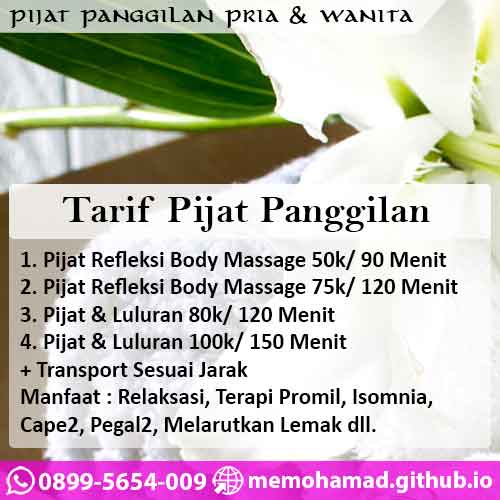 Pijat Panggilan Pria & Wanita
Tarif Pijat Panggilan
1. Pijat Refleksi Body Massage 50k/ 90 Menit
2. Pijat Refleksi Body Massage 75k/ 120 Menit
3. Pijat & Luluran 80k/ 120 Menit
4. Pijat & Luluran 100k/ 150 Menit
+ Transport Sesuai Jarak
Manfaat : Relaksasi, Terapi Promil, Isomnia,
Cape2, Pegal2, Melarutkan Lemak dll.
0899-5654-009 memohamad.github.io